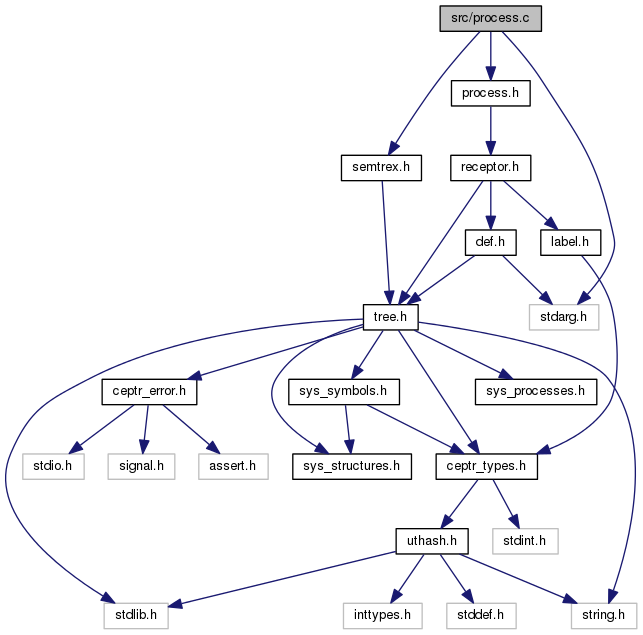 src/process.c
process.h
semtrex.h
receptor.h
def.h
label.h
tree.h
stdarg.h
ceptr_error.h
sys_symbols.h
sys_processes.h
stdio.h
signal.h
assert.h
sys_structures.h
ceptr_types.h
uthash.h
stdint.h
stdlib.h
inttypes.h
stddef.h
string.h